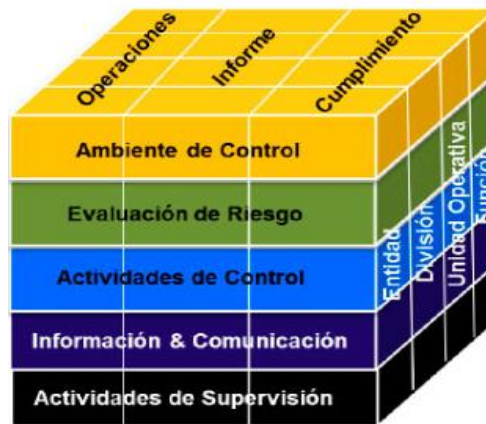 Operaciones
Informe
Cumplimiento
Ambiente de Control
Evaluación de Riesgo
Actividades de Control
Información & Comunicación
Actividades de Supervisión
Entidad
División
Unidad Operativa
Función